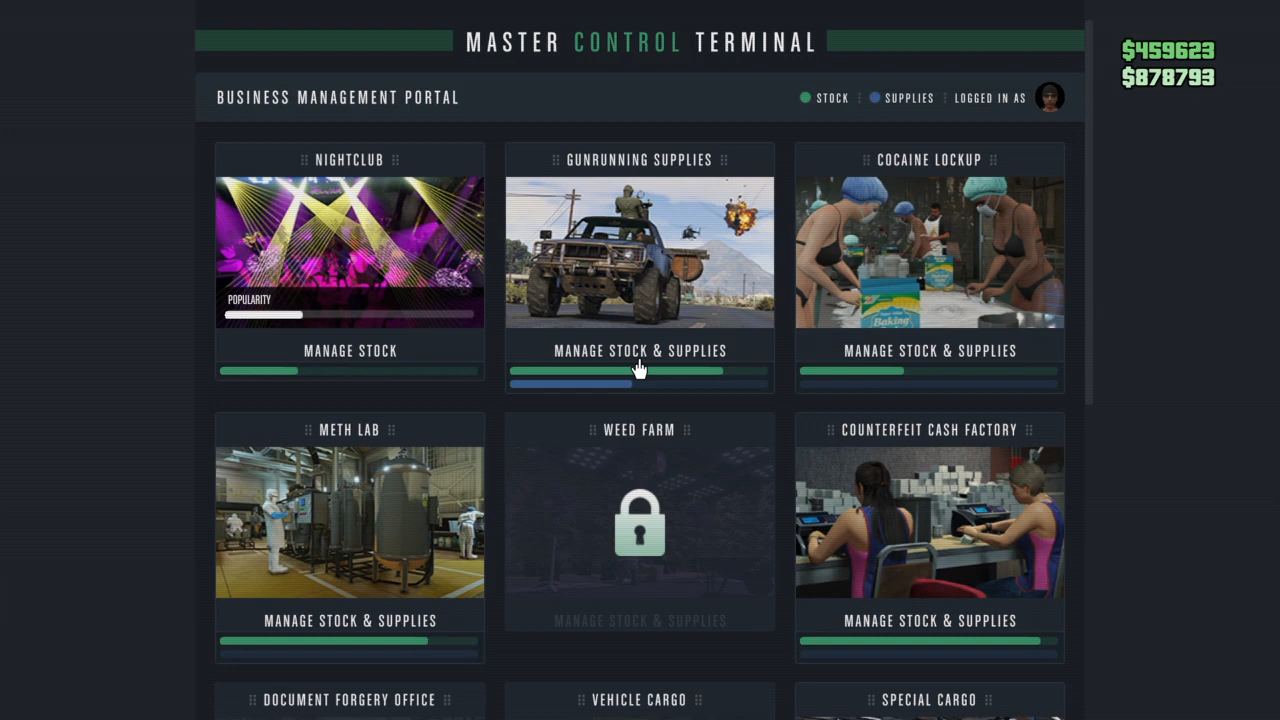 MASTER CONTROL TERMINAL
$459623
$878793
BUSINESS MANAGEMENT PORTAL
STOCK
SUPPLIES
LOGGED IN AS
NIGHTCLUB
GUNRUNNING SUPPLIES
COCAINE LOCKUP
POPULARITY
Baking
MANAGE STOCK
MANAGE STOCK & SUPPLIES
MANAGE STOCK & SUPPLIES
METH LAB
WEED FARM
COUNTERFEIT CASH FACTORY
MANAGE STOCK & SUPPLIES
MANAGE STOCK & SUPPLIES
MANAGE STOCK & SUPPLIES
DOCUMENT FORGERY OFFICE
VEHICLE CARGO
SPECIAL CARGO